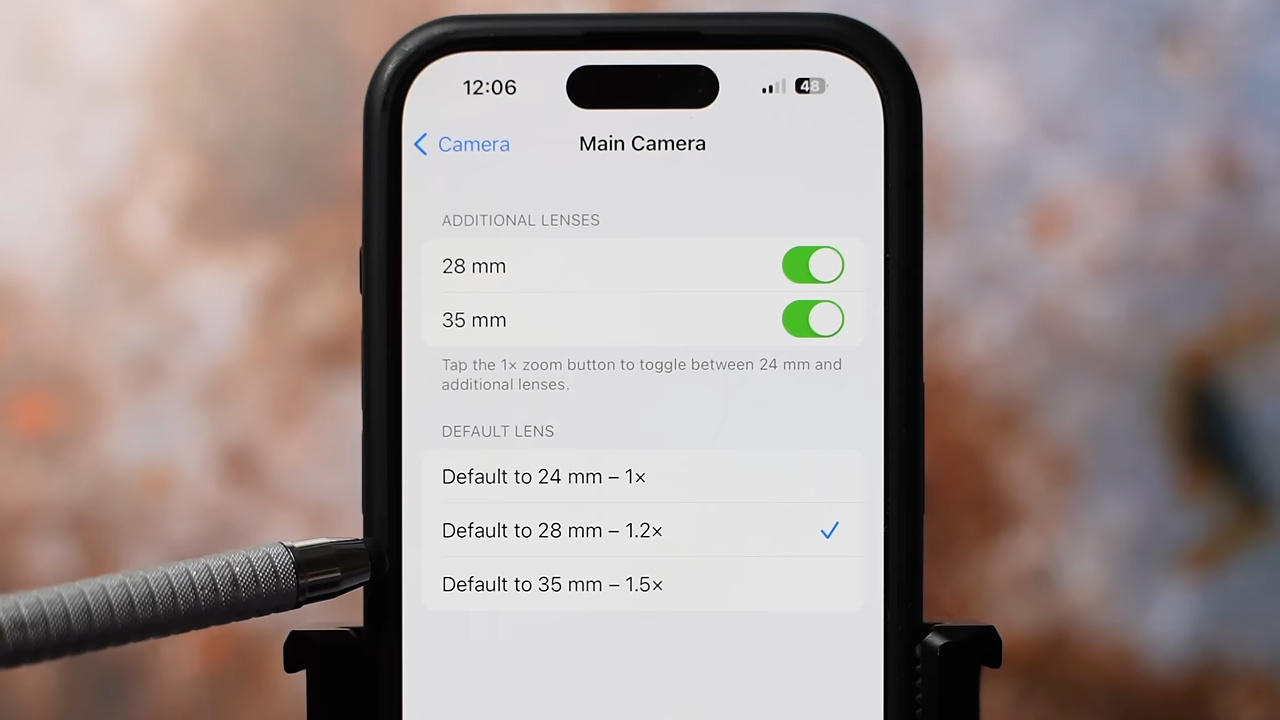 12:06
48
Camera
Main Camera
ADDITIONAL LENSES
28 mm
35 mm
Tap the 1× zoom button to toggle between 24 mm and
additional lenses.
DEFAULT LENS
Default to 24 mm – 1×
Default to 28 mm – 1.2×
Default to 35 mm – 1.5×